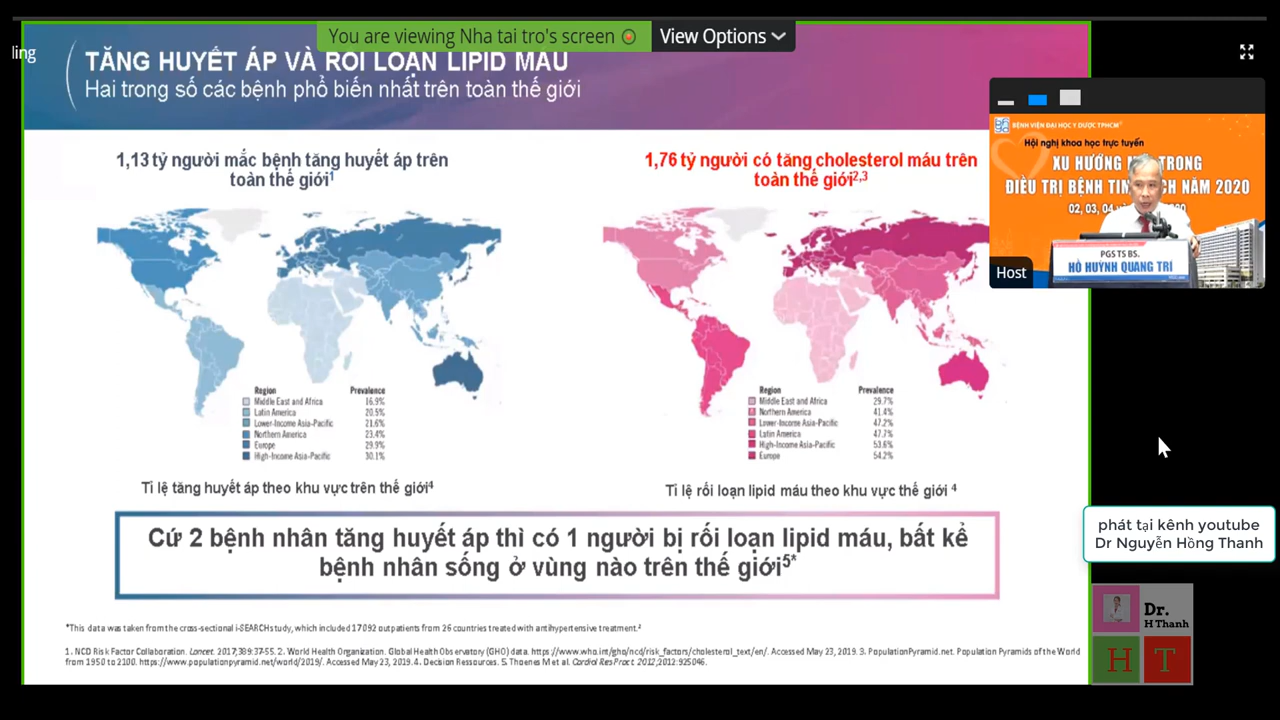 ling
You are viewing Nha tai tro's screen
View Options
TĂNG HUYẾT ÁP VÀ RỐI LOẠN LIPID MÁU
Hai trong số các bệnh phổ biến nhất trên toàn thế giới
1,13 tỷ người mắc bệnh tăng huyết áp trên
toàn thế giới1
1,76 tỷ người có tăng cholesterol máu trên
toàn thế giới2,3
Region Prevalence
Middle East and Africa 16.9%
Latin America 20.5%
Lower-Income Asia-Pacific 21.6%
Northern America 23.4%
Europe 29.9%
High-Income Asia-Pacific 30.1%
Region Prevalence
Middle East and Africa 29.7%
Northern America 41.4%
Lower-Income Asia-Pacific 47.2%
Latin America 47.7%
High-Income Asia-Pacific 53.6%
Europe 54.2%
Tỉ lệ tăng huyết áp theo khu vực trên thế giới4
Tỉ lệ rối loạn lipid máu theo khu vực thế giới 4
Cứ 2 bệnh nhân tăng huyết áp thì có 1 người bị rối loạn lipid máu, bất kể
bệnh nhân sống ở vùng nào trên thế giới5*
*This data was taken from the cross-sectional i-SEARCH study, which included 17 092 outpatients from 26 countries treated with antihypertensive treatment.2
1. NCD Risk Factor Collaboration. Lancet. 2017;389:37-55. 2. World Health Organization. Global Health Observatory (GHO) data. https://www.who.int/gho/ncd/risk_factors/cholesterol_text/en/. Accessed May 23, 2019. 3. PopulationPyramid.net. Population Pyramids of the World
from 1950 to 2100. https://www.populationpyramid.net/world/2019/. Accessed May 23, 2019. 4. Decision Ressources. 5. Thoenes M et al. Cardiol Res Pract. 2012;2012:925046.
BỆNH VIỆN ĐẠI HỌC Y DƯỢC TPHCM
Hội nghị khoa học trực tuyến
XU HƯỚNG TRONG
ĐIỀU TRỊ BỆNH TIM NĂM 2020
02, 03, 04
PGS TS BS.
HỒ HUỲNH QUANG TRÍ
Host
phát tại kênh youtube
Dr Nguyễn Hồng Thanh
Dr.
H Thanh
H T